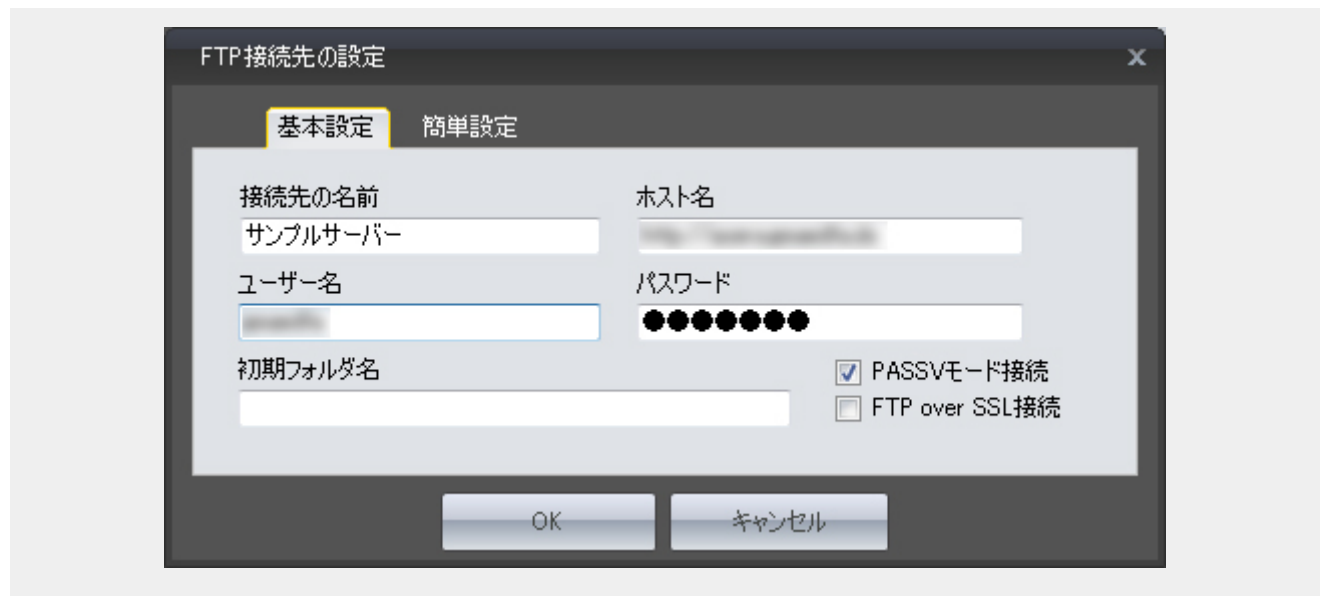 FTP接続先の設定
基本設定
簡単設定
接続先の名前
ホスト名
サンプルサーバー
ユーザー名
パスワード
●●●●●●●
初期フォルダ名
PASSVモード接続
FTP over SSL接続
OK
キャンセル